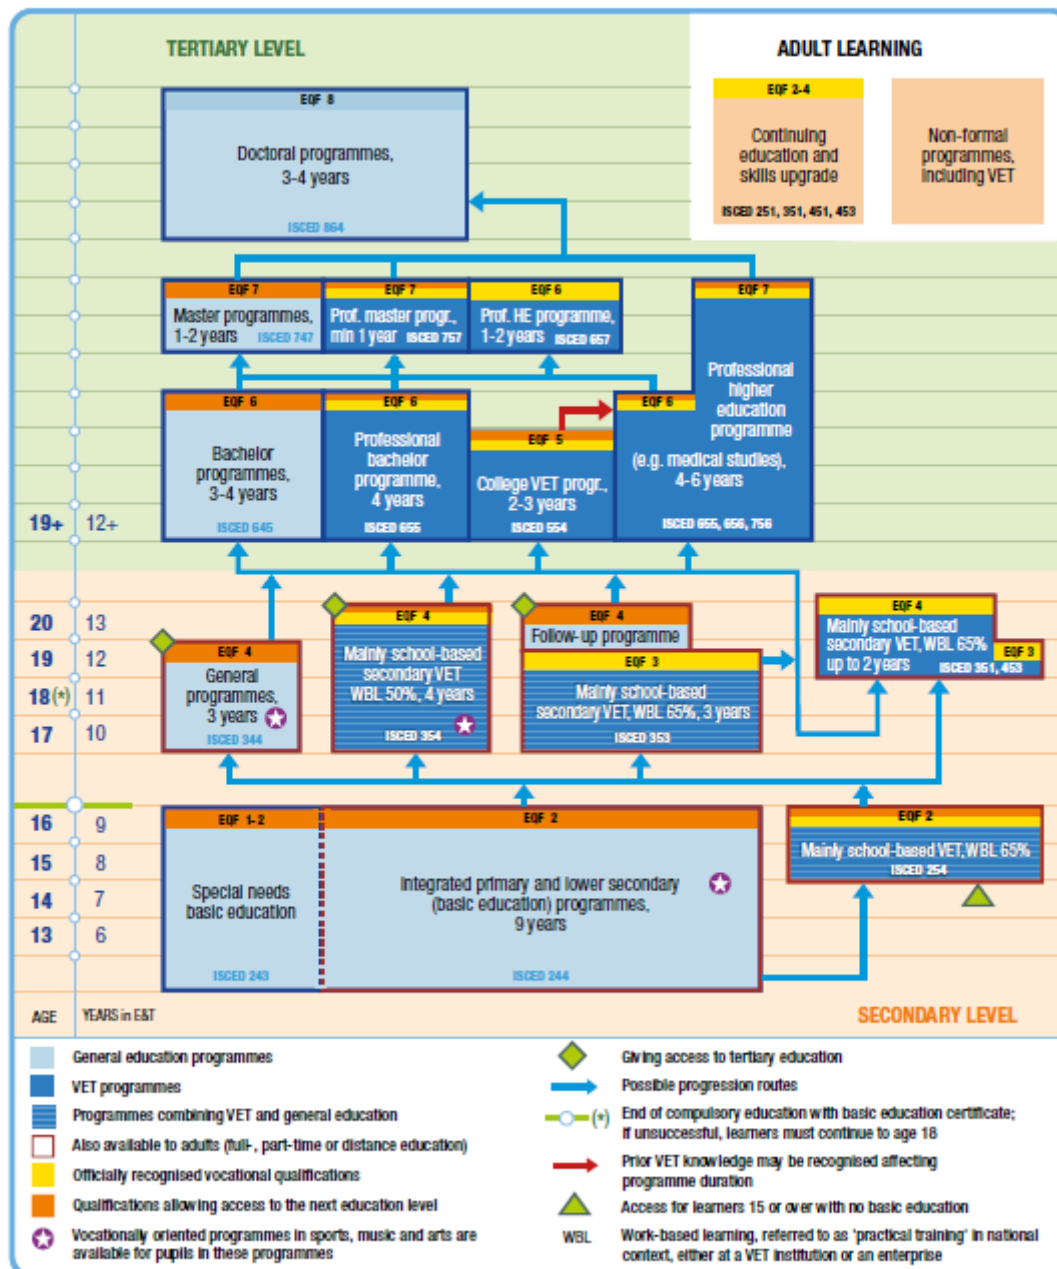 TERTIARY LEVEL
ADULT LEARNING
EQF 2-4
Continuing
education and
skills upgrade
ISCED 251, 351, 451, 453
Non-formal
programmes,
including VET
EQF 8
Doctoral programmes,
3-4 years
ISCED 864
EQF 7
Master programmes,
1-2 years ISCED 747
EQF 7
Prof. master progr.,
min 1 year ISCED 757
EQF 6
Prof. HE programme,
1-2 years ISCED 657
EQF 7
Professional
higher
education
programme
EQF 6
(e.g. medical studies),
4-6 years
ISCED 655, 656, 756
EQF 6
Bachelor
programmes,
3-4 years
ISCED 645
EQF 6
Professional
bachelor
programme,
4 years
ISCED 655
EQF 5
College VET progr.,
2-3 years
ISCED 554
19+ 12+
20 13
19 12
18(*) 11
17 10
EQF 4
General
programmes,
3 years
ISCED 344
EQF 4
Mainly school-based
secondary VET
WBL 50%, 4 years
ISCED 354
EQF 4
Follow-up programme
EQF 3
Mainly school-based
secondary VET, WBL 65%, 3 years
ISCED 353
EQF 4
Mainly school-based
secondary VET, WBL 65%
up to 2 years ISCED 351, 453
EQF 3
16 9
15 8
14 7
13 6
EQF 1-2
Special needs
basic education
ISCED 243
EQF 2
Integrated primary and lower secondary
(basic education) programmes,
9 years
ISCED 244
EQF 2
Mainly school-based VET, WBL 65%
ISCED 254
AGE YEARS in E&T
SECONDARY LEVEL
General education programmes
VET programmes
Programmes combining VET and general education
Also available to adults (full-, part-time or distance education)
Officially recognised vocational qualifications
Qualifications allowing access to the next education level
Vocationally oriented programmes in sports, music and arts are
available for pupils in these programmes
Giving access to tertiary education
Possible progression routes
(*) End of compulsory education with basic education certificate;
if unsuccessful, learners must continue to age 18
Prior VET knowledge may be recognised affecting
programme duration
Access for learners 15 or over with no basic education
WBL Work-based learning, referred to as 'practical training' in national
context, either at a VET institution or an enterprise